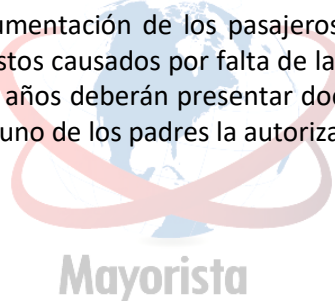 umentación de los pasajeros
stos causados por falta de la
años deberán presentar doc
uno de los padres la autoriza
Mayorista